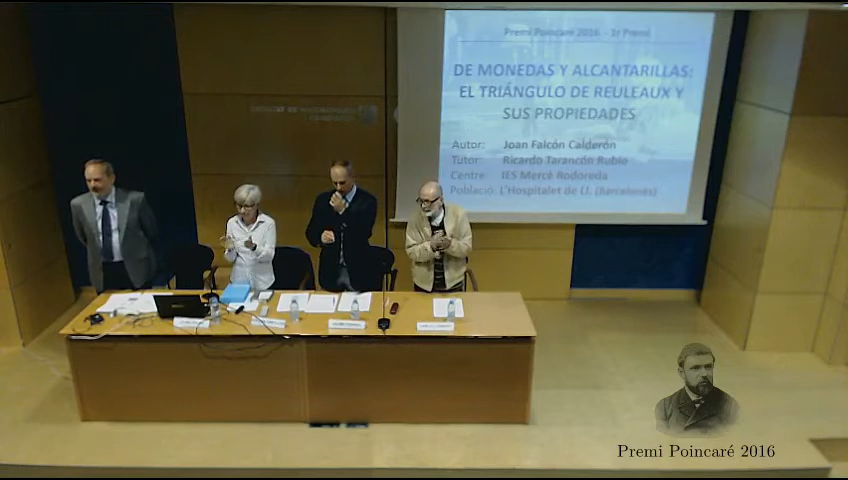 Premi Poincaré 2016 - 1r Premi
DE MONEDAS Y ALCANTARILLAS:
EL TRIÁNGULO DE REULEAUX Y
SUS PROPIEDADES
Autor: Joan Falcón Calderón
Tutor: Ricardo Tarancón Rubio
Centre: IES Mercè Rodoreda
Població: L'Hospitalet de Ll. (Barcelonès)
Premi Poincaré 2016